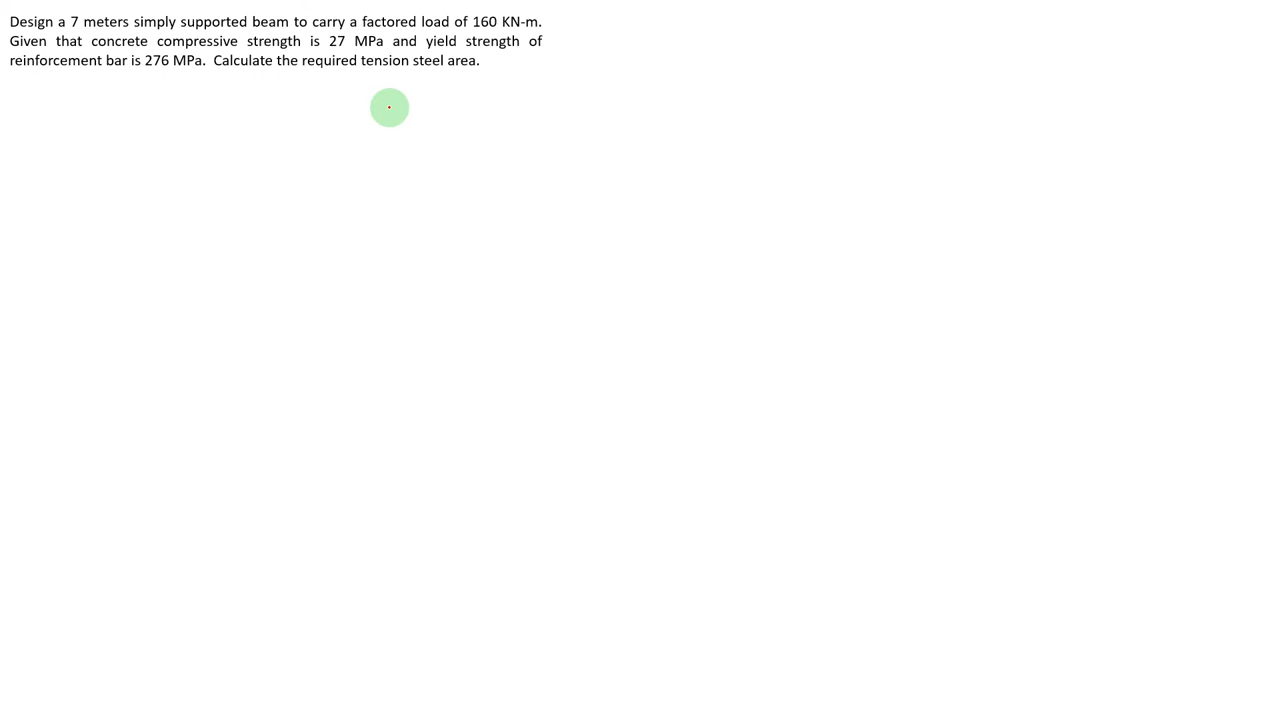 Design a 7 meters simply supported beam to carry a factored load of 160 KN-m.
Given that concrete compressive strength is 27 MPa and yield strength of
reinforcement bar is 276 MPa.  Calculate the required tension steel area.